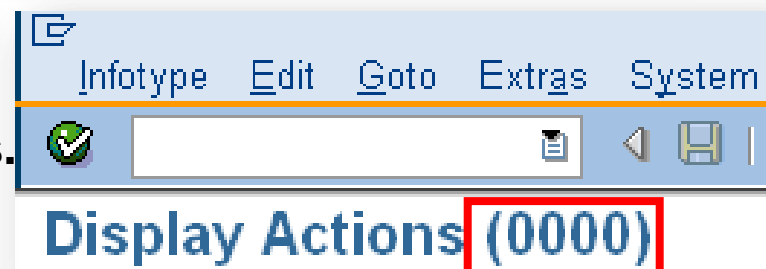 Infotype Edit Goto Extras System
s.
Display Actions (0000)